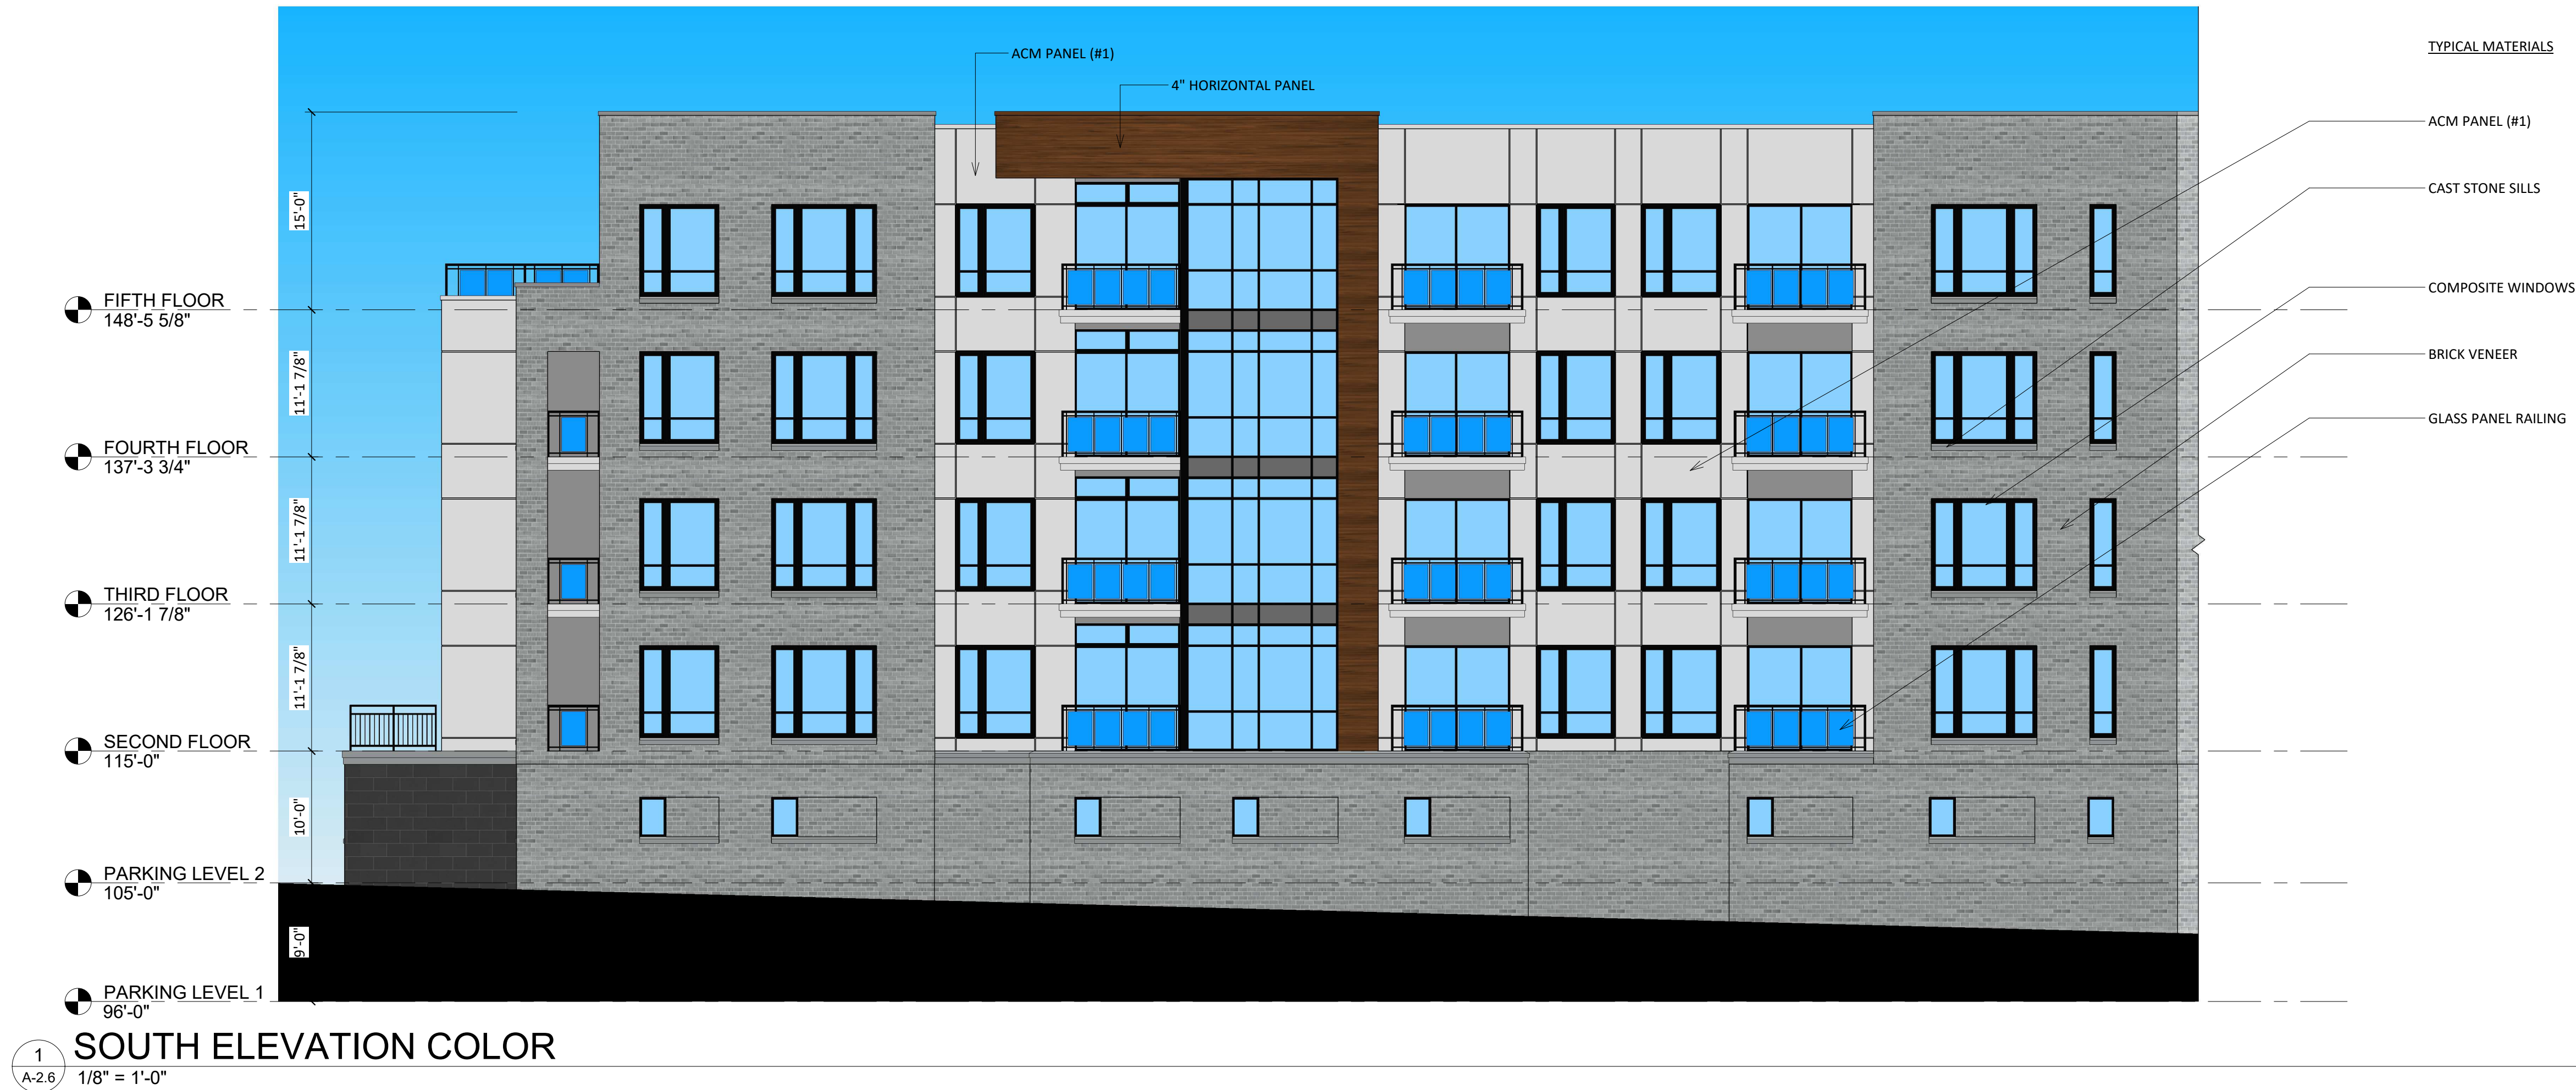 TYPICAL MATERIALS
ACM PANEL (#1)
4" HORIZONTAL PANEL
ACM PANEL (#1)
CAST STONE SILLS
COMPOSITE WINDOWS
BRICK VENEER
GLASS PANEL RAILING
15'-0"
FIFTH FLOOR
148'-5 5/8"
11'-1 7/8"
FOURTH FLOOR
137'-3 3/4"
11'-1 7/8"
THIRD FLOOR
126'-1 7/8"
11'-1 7/8"
SECOND FLOOR
115'-0"
10'-0"
PARKING LEVEL 2
105'-0"
9'-0"
PARKING LEVEL 1
96'-0"
1
A-2.6
SOUTH ELEVATION COLOR
1/8" = 1'-0"